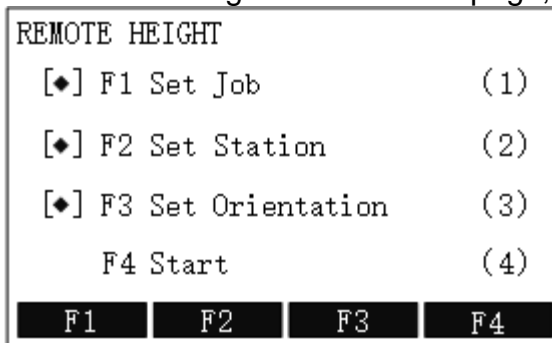 REMOTE HEIGHT
[◆] F1 Set Job (1)
[◆] F2 Set Station (2)
[◆] F3 Set Orientation (3)
F4 Start (4)
F1 F2 F3 F4